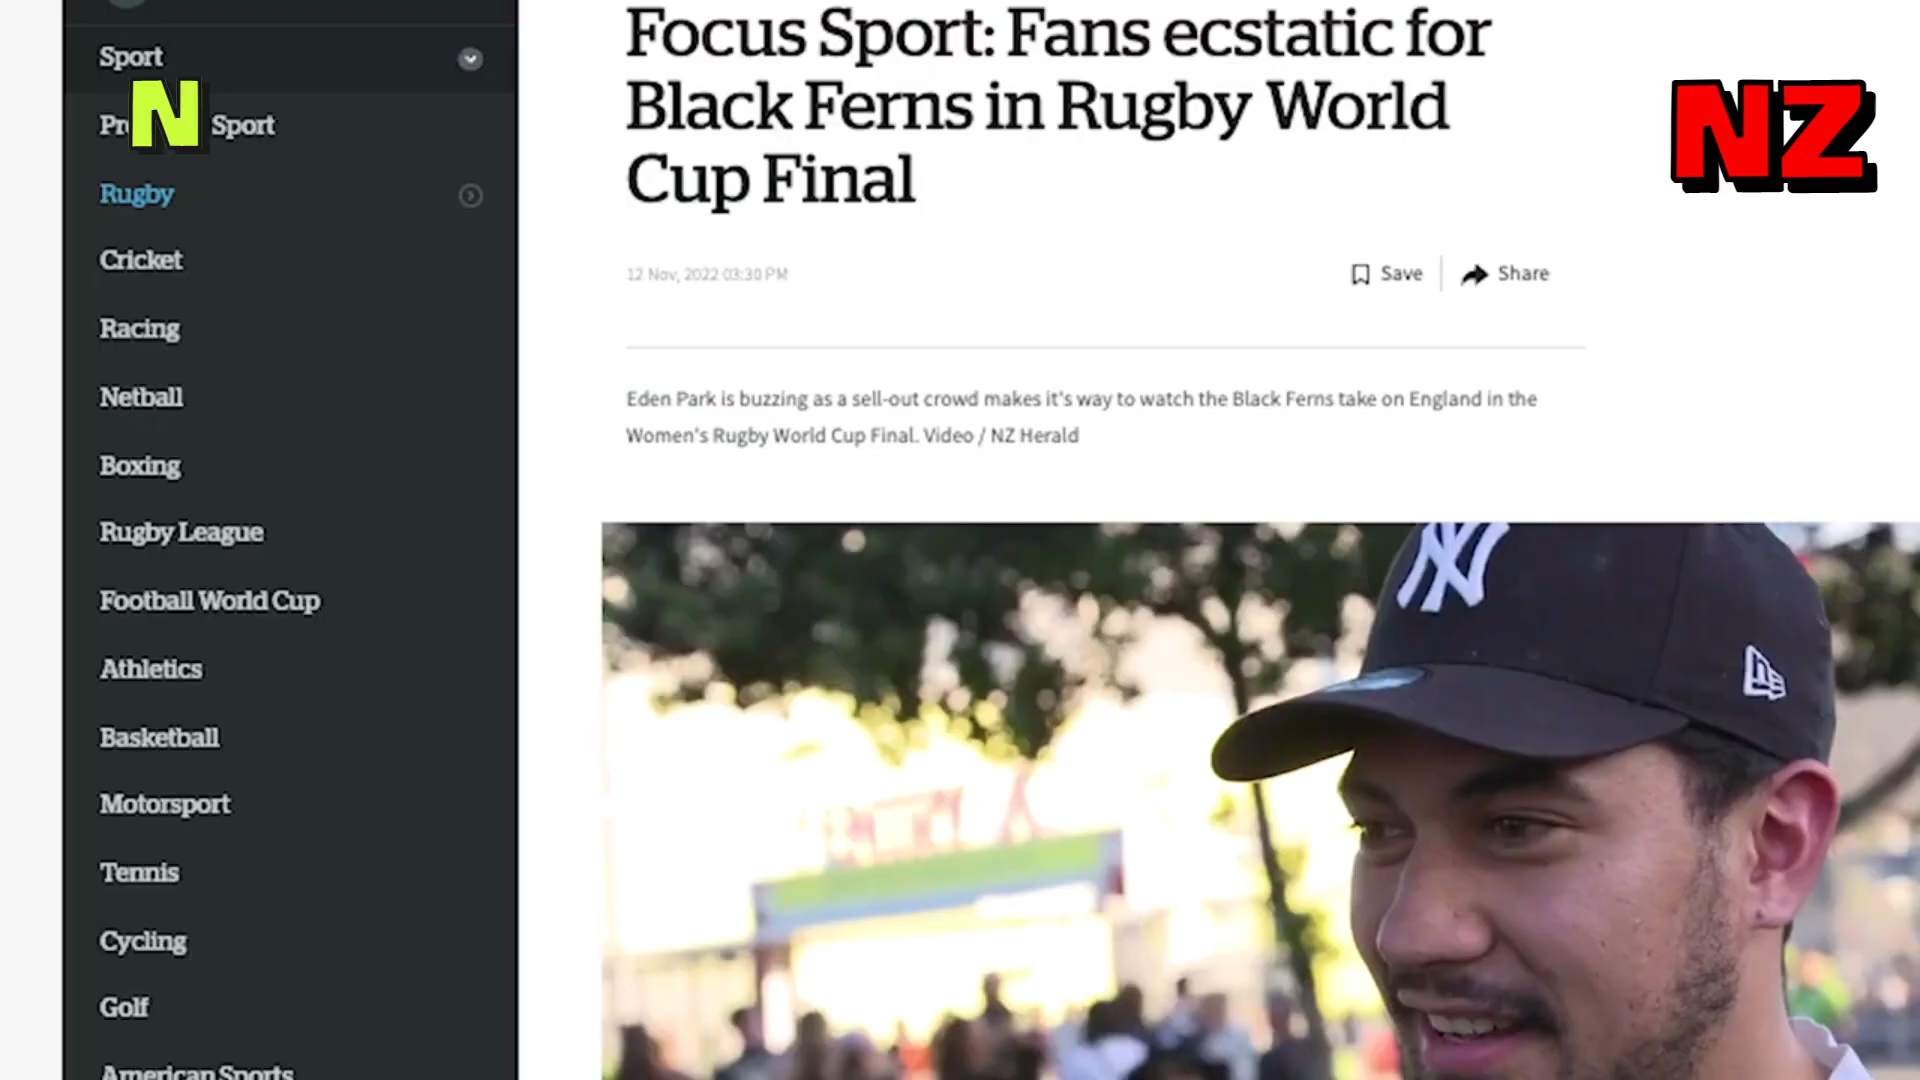 Sport
N
Sport
Rugby
Cricket
Racing
Netball
Boxing
Rugby League
Football World Cup
Athletics
Basketball
Motorsport
Tennis
Cycling
Golf
American Sports
Focus Sport: Fans ecstatic for
Black Ferns in Rugby World
Cup Final
NZ
12 Nov, 2022 03:30 PM
Save
Share
Eden Park is buzzing as a sell-out crowd makes it's way to watch the Black Ferns take on England in the
Women's Rugby World Cup Final. Video / NZ Herald
NY